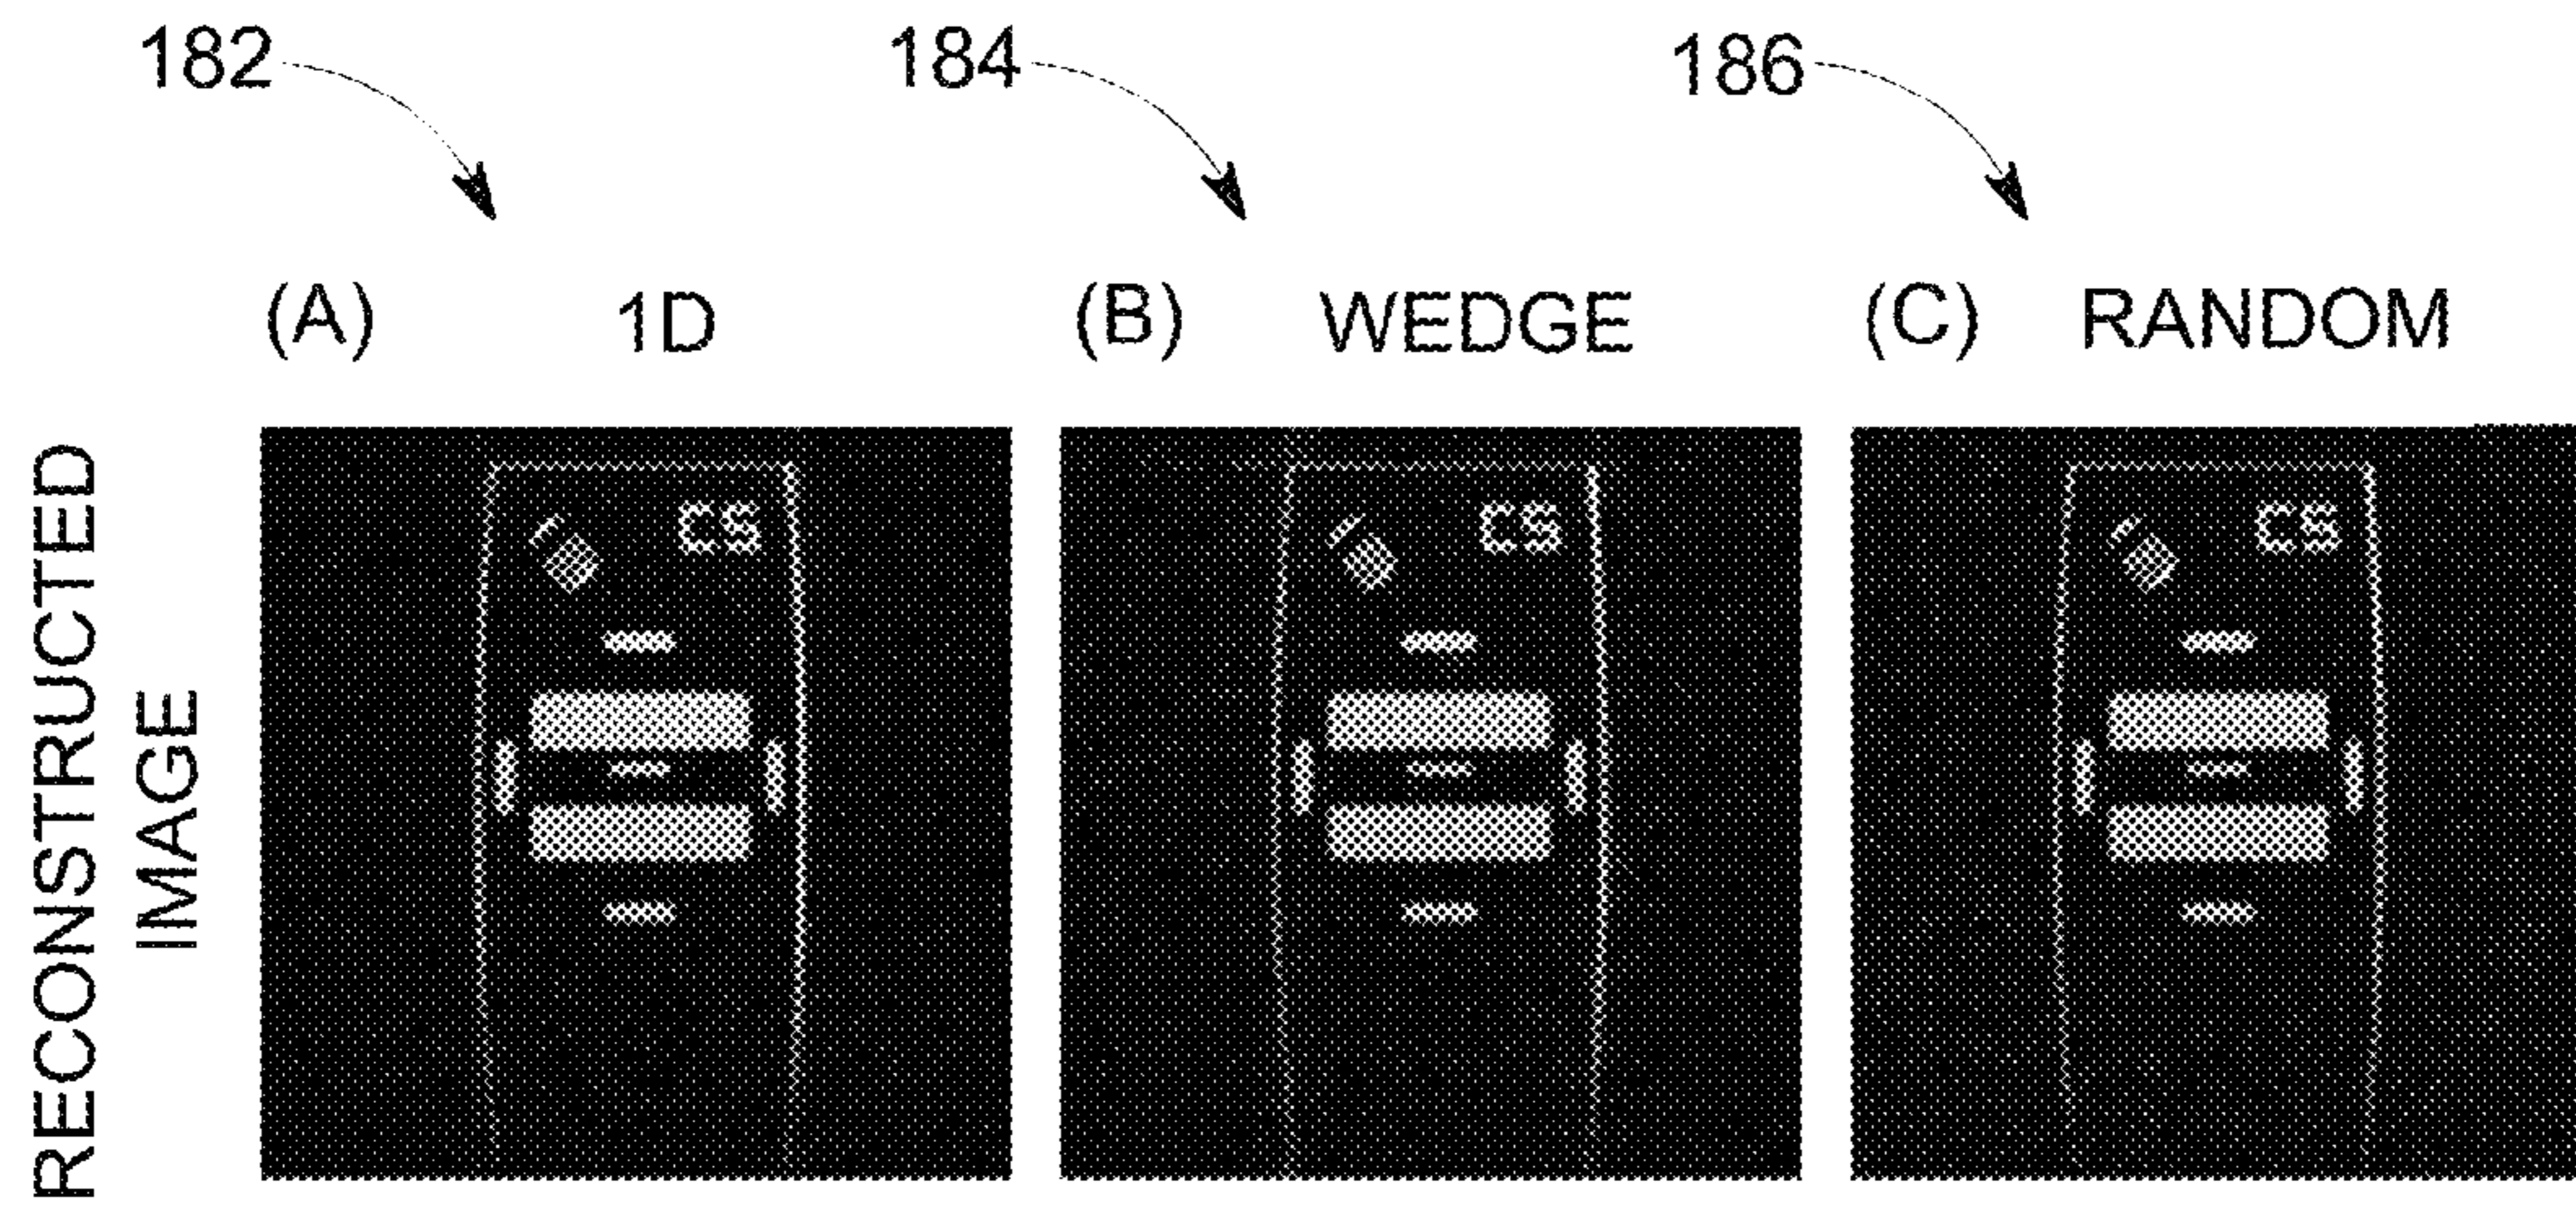 182 184 186
(A) 1D (B) WEDGE (C) RANDOM
RECONSTRUCTED
IMAGE
CS CS CS